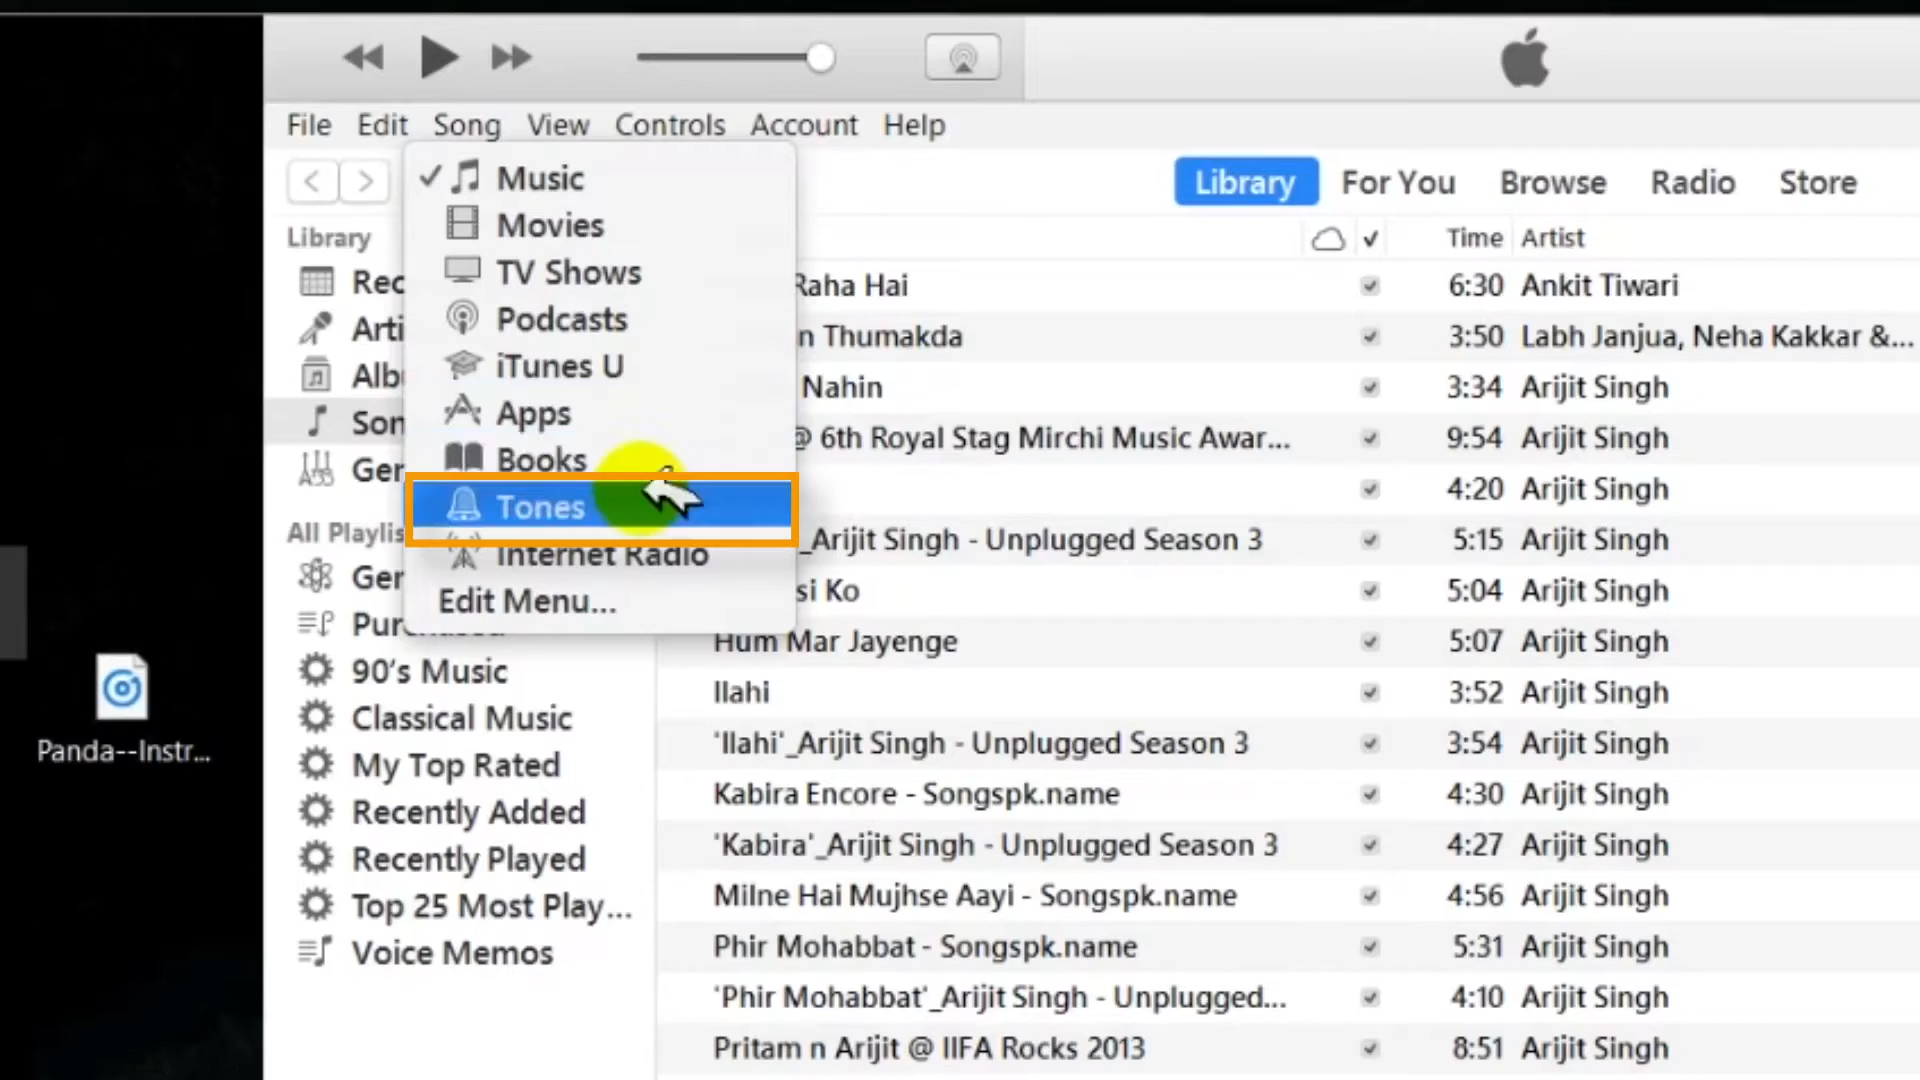 File Edit Song View Controls Account Help
Music
Library For You Browse Radio Store
Movies
Library
Time Artist
TV Shows
Rec
Raha Hai 6:30 Ankit Tiwari
Podcasts
Arti
n Thumakda 3:50 Labh Janjua, Neha Kakkar &...
iTunes U
Alb
Nahin 3:34 Arijit Singh
Apps
Son
@ 6th Royal Stag Mirchi Music Awar... 9:54 Arijit Singh
Books
Ger
4:20 Arijit Singh
Tones
All Playlis
_Arijit Singh - Unplugged Season 3 5:15 Arijit Singh
Internet Radio
Ger
si Ko 5:04 Arijit Singh
Edit Menu...
Purchased
Hum Mar Jayenge 5:07 Arijit Singh
90's Music
Ilahi 3:52 Arijit Singh
Classical Music
'Ilahi'_Arijit Singh - Unplugged Season 3 3:54 Arijit Singh
Panda--Instr...
My Top Rated
Kabira Encore - Songspk.name 4:30 Arijit Singh
Recently Added
'Kabira'_Arijit Singh - Unplugged Season 3 4:27 Arijit Singh
Recently Played
Milne Hai Mujhse Aayi - Songspk.name 4:56 Arijit Singh
Top 25 Most Play...
Phir Mohabbat - Songspk.name 5:31 Arijit Singh
Voice Memos
'Phir Mohabbat'_Arijit Singh - Unplugged... 4:10 Arijit Singh
Pritam n Arijit @ IIFA Rocks 2013 8:51 Arijit Singh